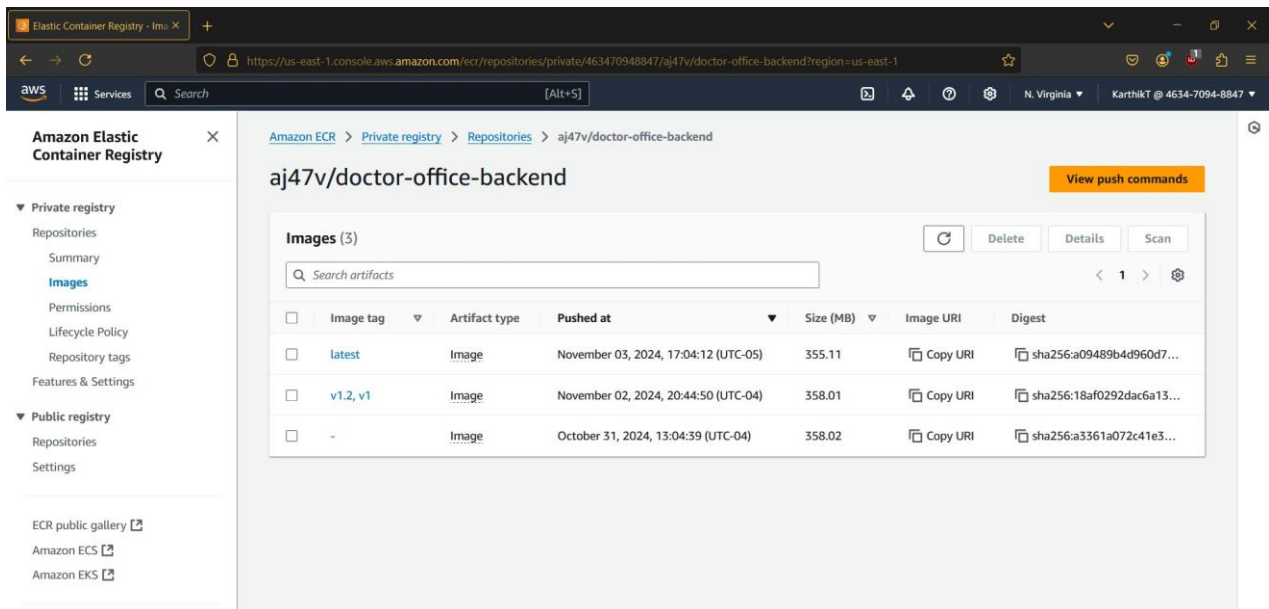 Elastic Container Registry - Ima
https://us-east-1.console.aws.amazon.com/ecr/repositories/private/463470948847/aj47v/doctor-office-backend?region=us-east-1
1
aws Services Search [Alt+S] N. Virginia KarthikT @ 4634-7094-8847
Amazon Elastic
Container Registry
Private registry
Repositories
Summary
Images
Permissions
Lifecycle Policy
Repository tags
Features & Settings
Public registry
Repositories
Settings
ECR public gallery
Amazon ECS
Amazon EKS
Amazon ECR > Private registry > Repositories > aj47v/doctor-office-backend
aj47v/doctor-office-backend
View push commands
Images (3)
Delete Details Scan
Search artifacts
< 1 >
Image tag Artifact type Pushed at Size (MB) Image URI Digest
latest Image November 03, 2024, 17:04:12 (UTC-05) 355.11 Copy URI sha256:a09489b4d960d7...
v1.2, v1 Image November 02, 2024, 20:44:50 (UTC-04) 358.01 Copy URI sha256:18af0292dac6a13...
- Image October 31, 2024, 13:04:39 (UTC-04) 358.02 Copy URI sha256:a3361a072c41e3...